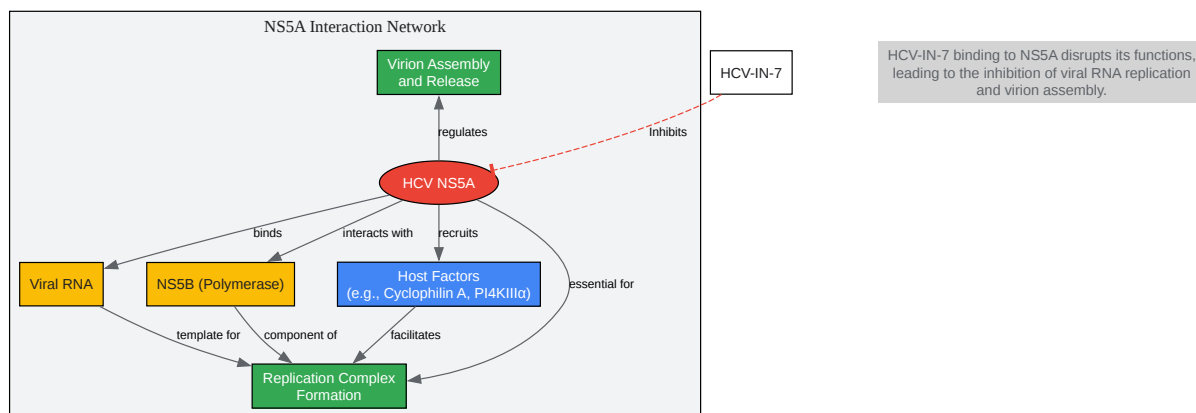 NS5A Interaction Network
Virion Assembly
and Release
HCV-IN-7
HCV-IN-7 binding to NS5A disrupts its functions,
leading to the inhibition of viral RNA replication
and virion assembly.
regulates
Inhibits
HCV NS5A
binds
interacts with
recruits
Viral RNA
NS5B (Polymerase)
Host Factors
(e.g., Cyclophilin A, PI4KIIIα)
essential for
template for
component of
facilitates
Replication Complex
Formation